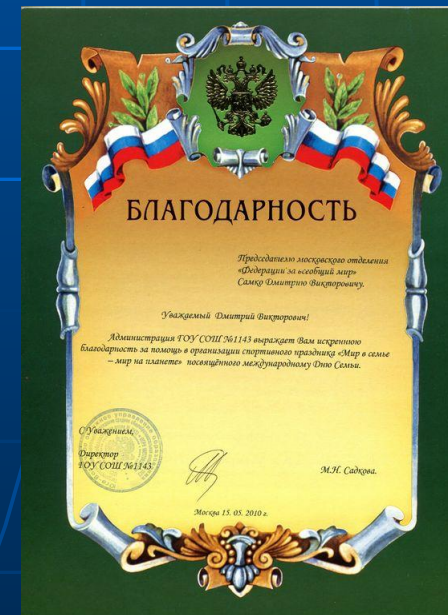 БЛАГОДАРНОСТЬ
Председателю московского отделения
«Федерации за всеобщий мир»
Самко Дмитрию Викторовичу.
Уважаемый Дмитрий Викторович!
Администрация ГОУ СОШ №1143 выражает Вам искреннюю
благодарность за помощь в организации спортивного праздника «Мир в семье
– мир на планете» посвящённого международному Дню Семьи.
С Уважением,
Директор
ГОУ СОШ №1143
М.Н. Садкова.
Москва 15. 05. 2010 г.